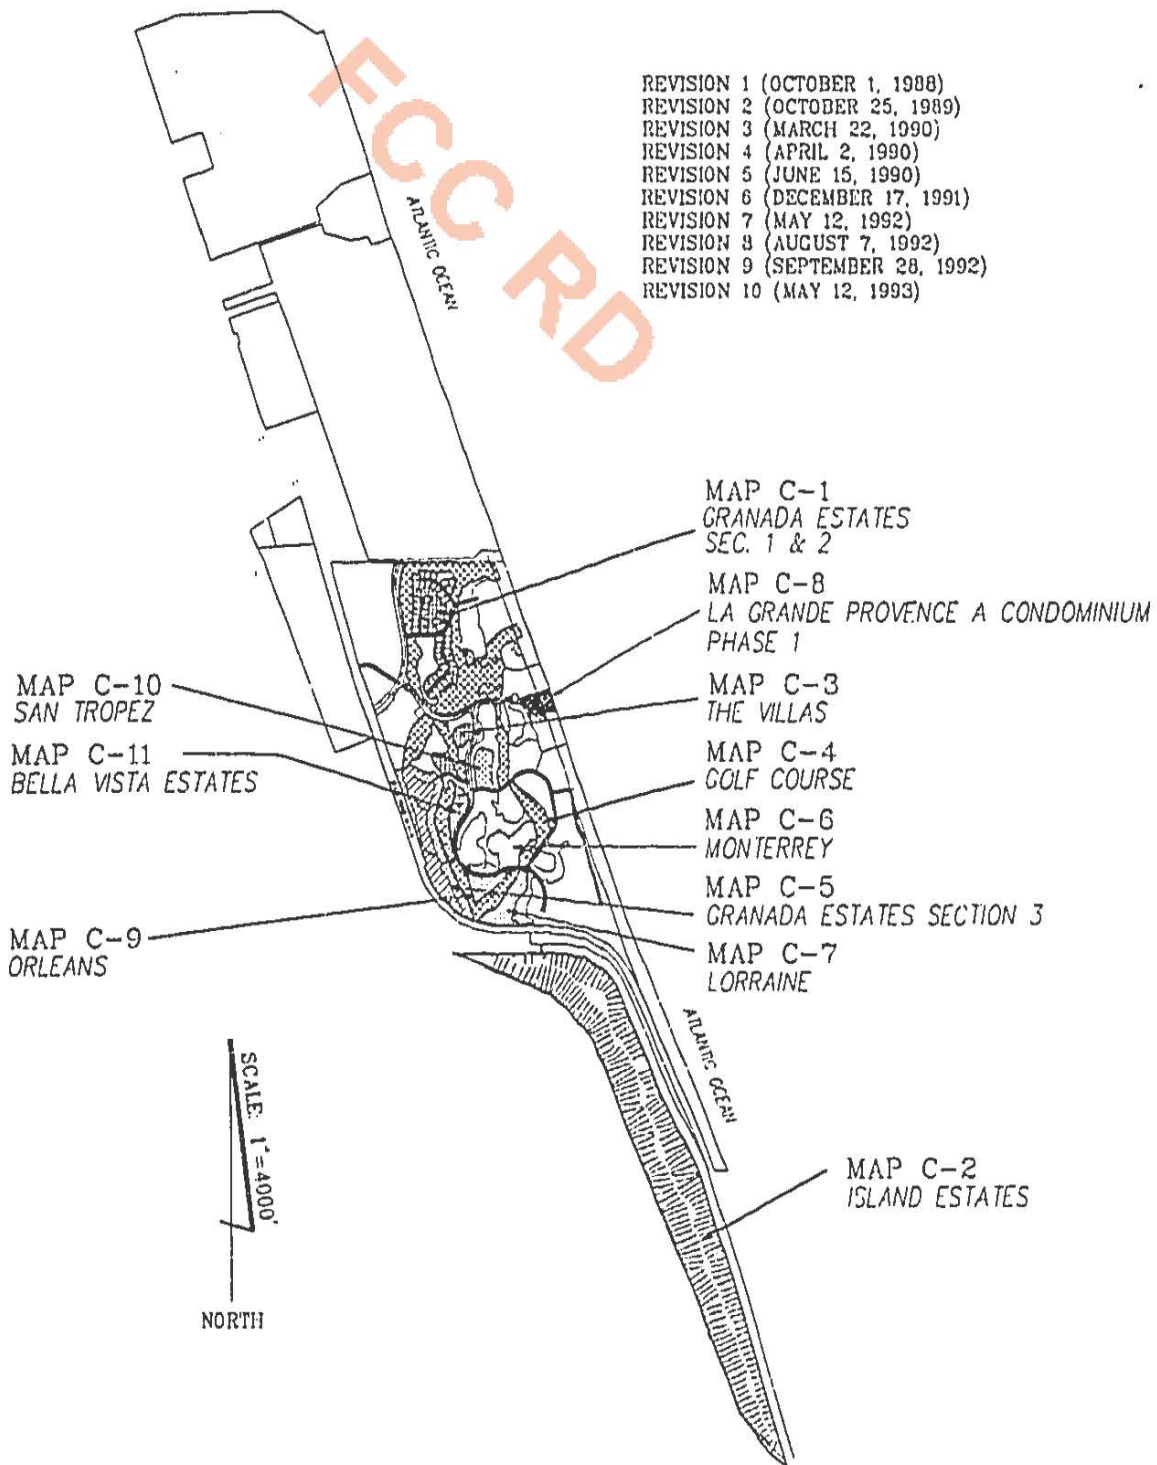 FCC RD
REVISION 1 (OCTOBER 1, 1988)
REVISION 2 (OCTOBER 25, 1989)
REVISION 3 (MARCH 22, 1990)
REVISION 4 (APRIL 2, 1990)
REVISION 5 (JUNE 15, 1990)
REVISION 6 (DECEMBER 17, 1991)
REVISION 7 (MAY 12, 1992)
REVISION 8 (AUGUST 7, 1992)
REVISION 9 (SEPTEMBER 28, 1992)
REVISION 10 (MAY 12, 1993)
ATLANTIC OCEAN
MAP C-1
GRANADA ESTATES
SEC. 1 & 2
MAP C-8
LA GRANDE PROVENCE A CONDOMINIUM
PHASE 1
MAP C-10
SAN TROPEZ
MAP C-3
THE VILLAS
MAP C-11
BELLA VISTA ESTATES
MAP C-4
GOLF COURSE
MAP C-6
MONTERREY
MAP C-5
GRANADA ESTATES SECTION 3
MAP C-9
ORLEANS
MAP C-7
LORRAINE
ATLANTIC OCEAN
SCALE: 1"=4000'
MAP C-2
ISLAND ESTATES
NORTH